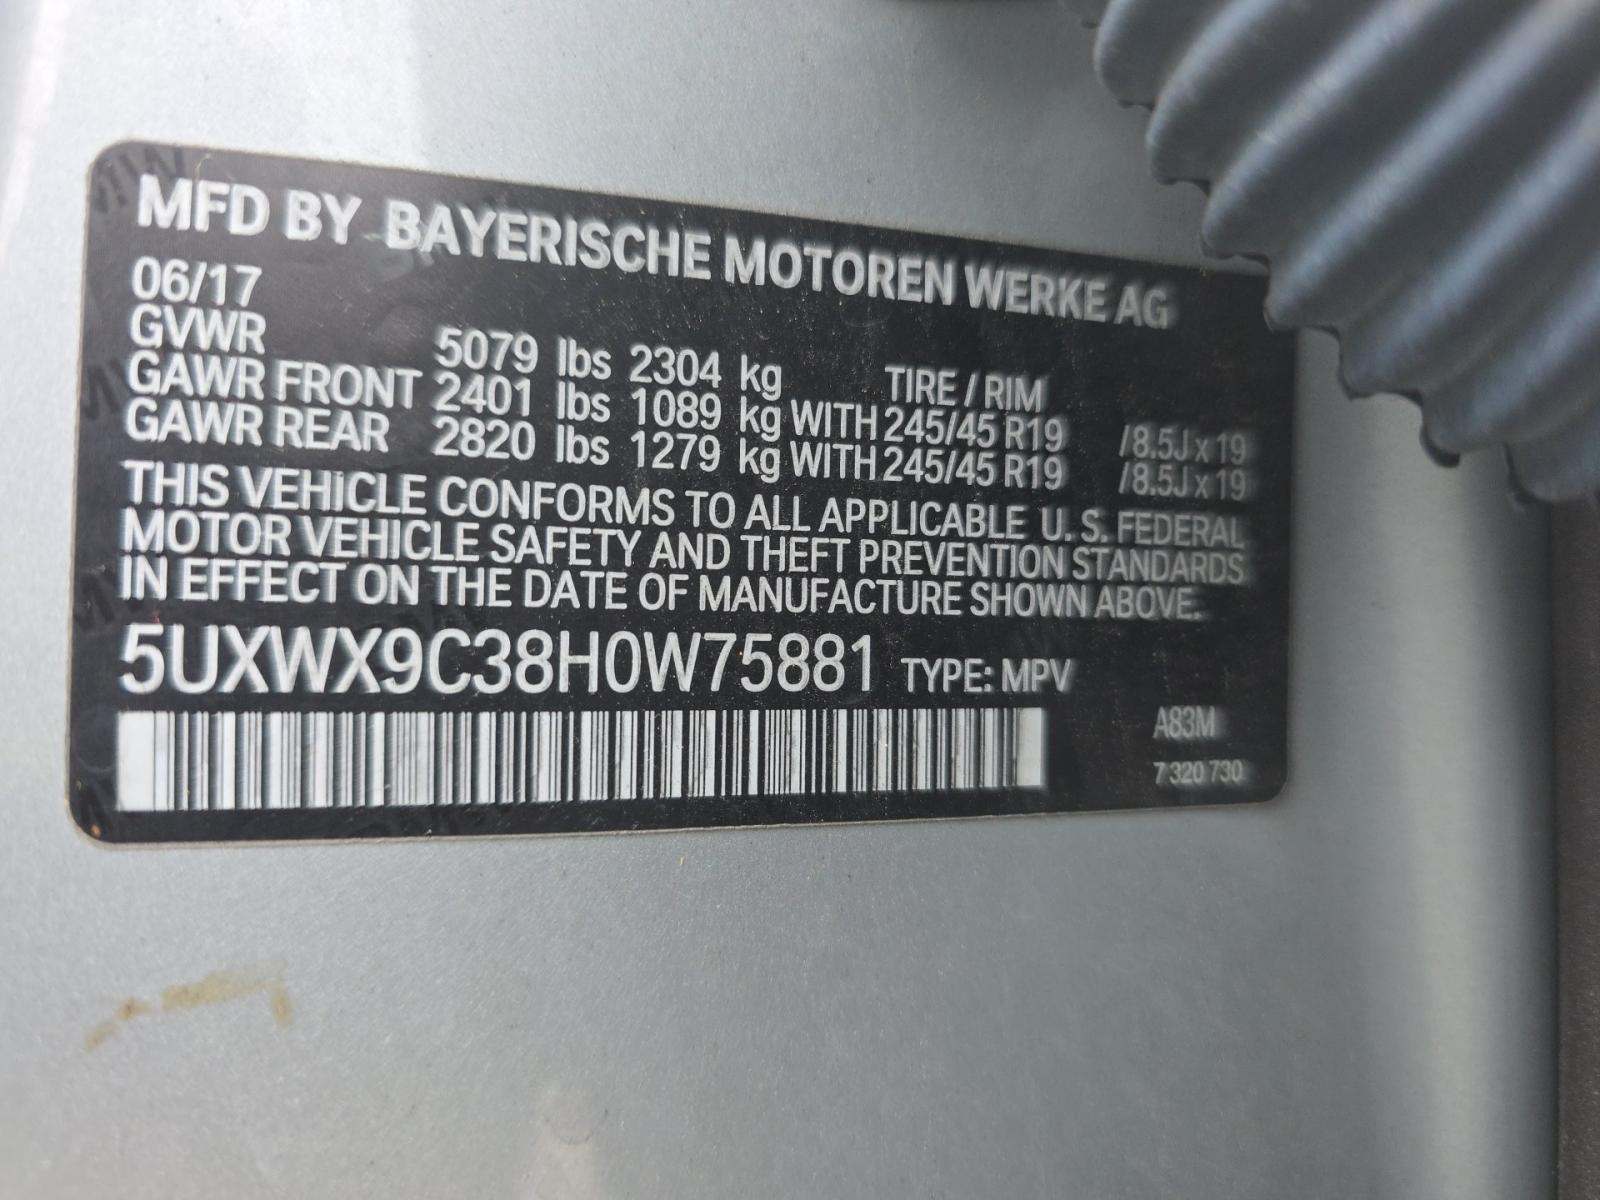 MFD BY BAYERISCHE MOTOREN WERKE AG
06/17
GVWR 5079 lbs 2304 kg TIRE / RIM
GAWR FRONT 2401 lbs 1089 kg WITH 245/45 R19 /8.5J x 19
GAWR REAR 2820 lbs 1279 kg WITH 245/45 R19 /8.5J x 19
THIS VEHICLE CONFORMS TO ALL APPLICABLE U.S. FEDERAL
MOTOR VEHICLE SAFETY AND THEFT PREVENTION STANDARDS
IN EFFECT ON THE DATE OF MANUFACTURE SHOWN ABOVE.
5UXWX9C38H0W75881 TYPE: MPV
A83M
7 320 730